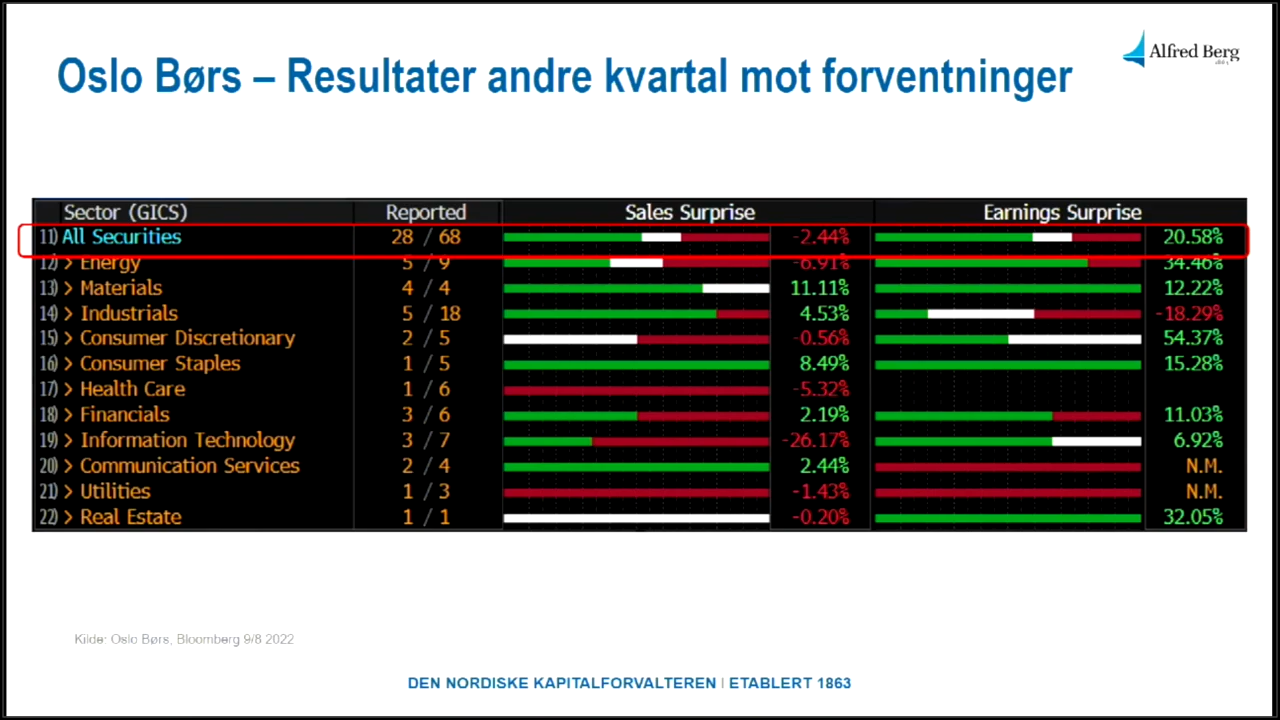 Oslo Børs – Resultater andre kvartal mot forventninger
Alfred Berg
Sector (GICS) Reported Sales Surprise Earnings Surprise
11) All Securities 28 / 68 -2.44% 20.58%
12) > Energy 5 / 9 -6.91% 34.46%
13) > Materials 4 / 4 11.11% 12.22%
14) > Industrials 5 / 18 4.53% -18.29%
15) > Consumer Discretionary 2 / 5 -0.56% 54.37%
16) > Consumer Staples 1 / 5 8.49% 15.28%
17) > Health Care 1 / 6 -5.32%
18) > Financials 3 / 6 2.19% 11.03%
19) > Information Technology 3 / 7 -26.17% 6.92%
20) > Communication Services 2 / 4 2.44% N.M.
21) > Utilities 1 / 3 -1.43% N.M.
22) > Real Estate 1 / 1 -0.20% 32.05%
Kilde: Oslo Børs, Bloomberg 9/8 2022
DEN NORDISKE KAPITALFORVALTEREN | ETABLERT 1863